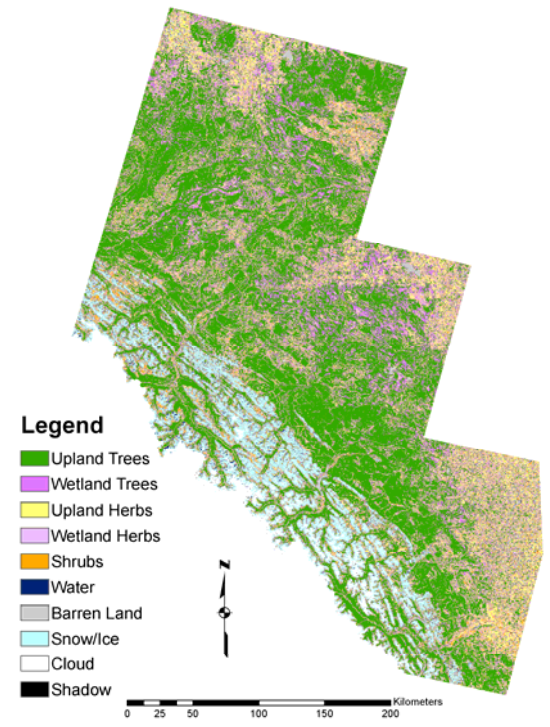 Legend
Upland Trees
Wetland Trees
Upland Herbs
Wetland Herbs
Shrubs
Water
Barren Land
Snow/Ice
Cloud
Shadow
N
Kilometers
0 25 50 100 150 200